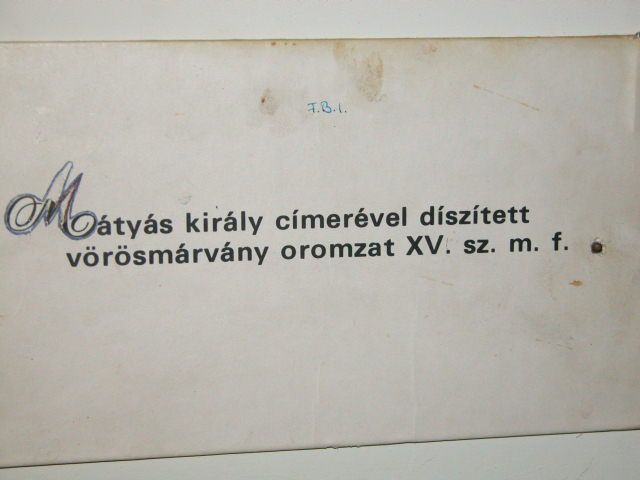 F.B.I.
Mátyás király címerével díszített
vörösmárvány oromzat XV. sz. m. f.